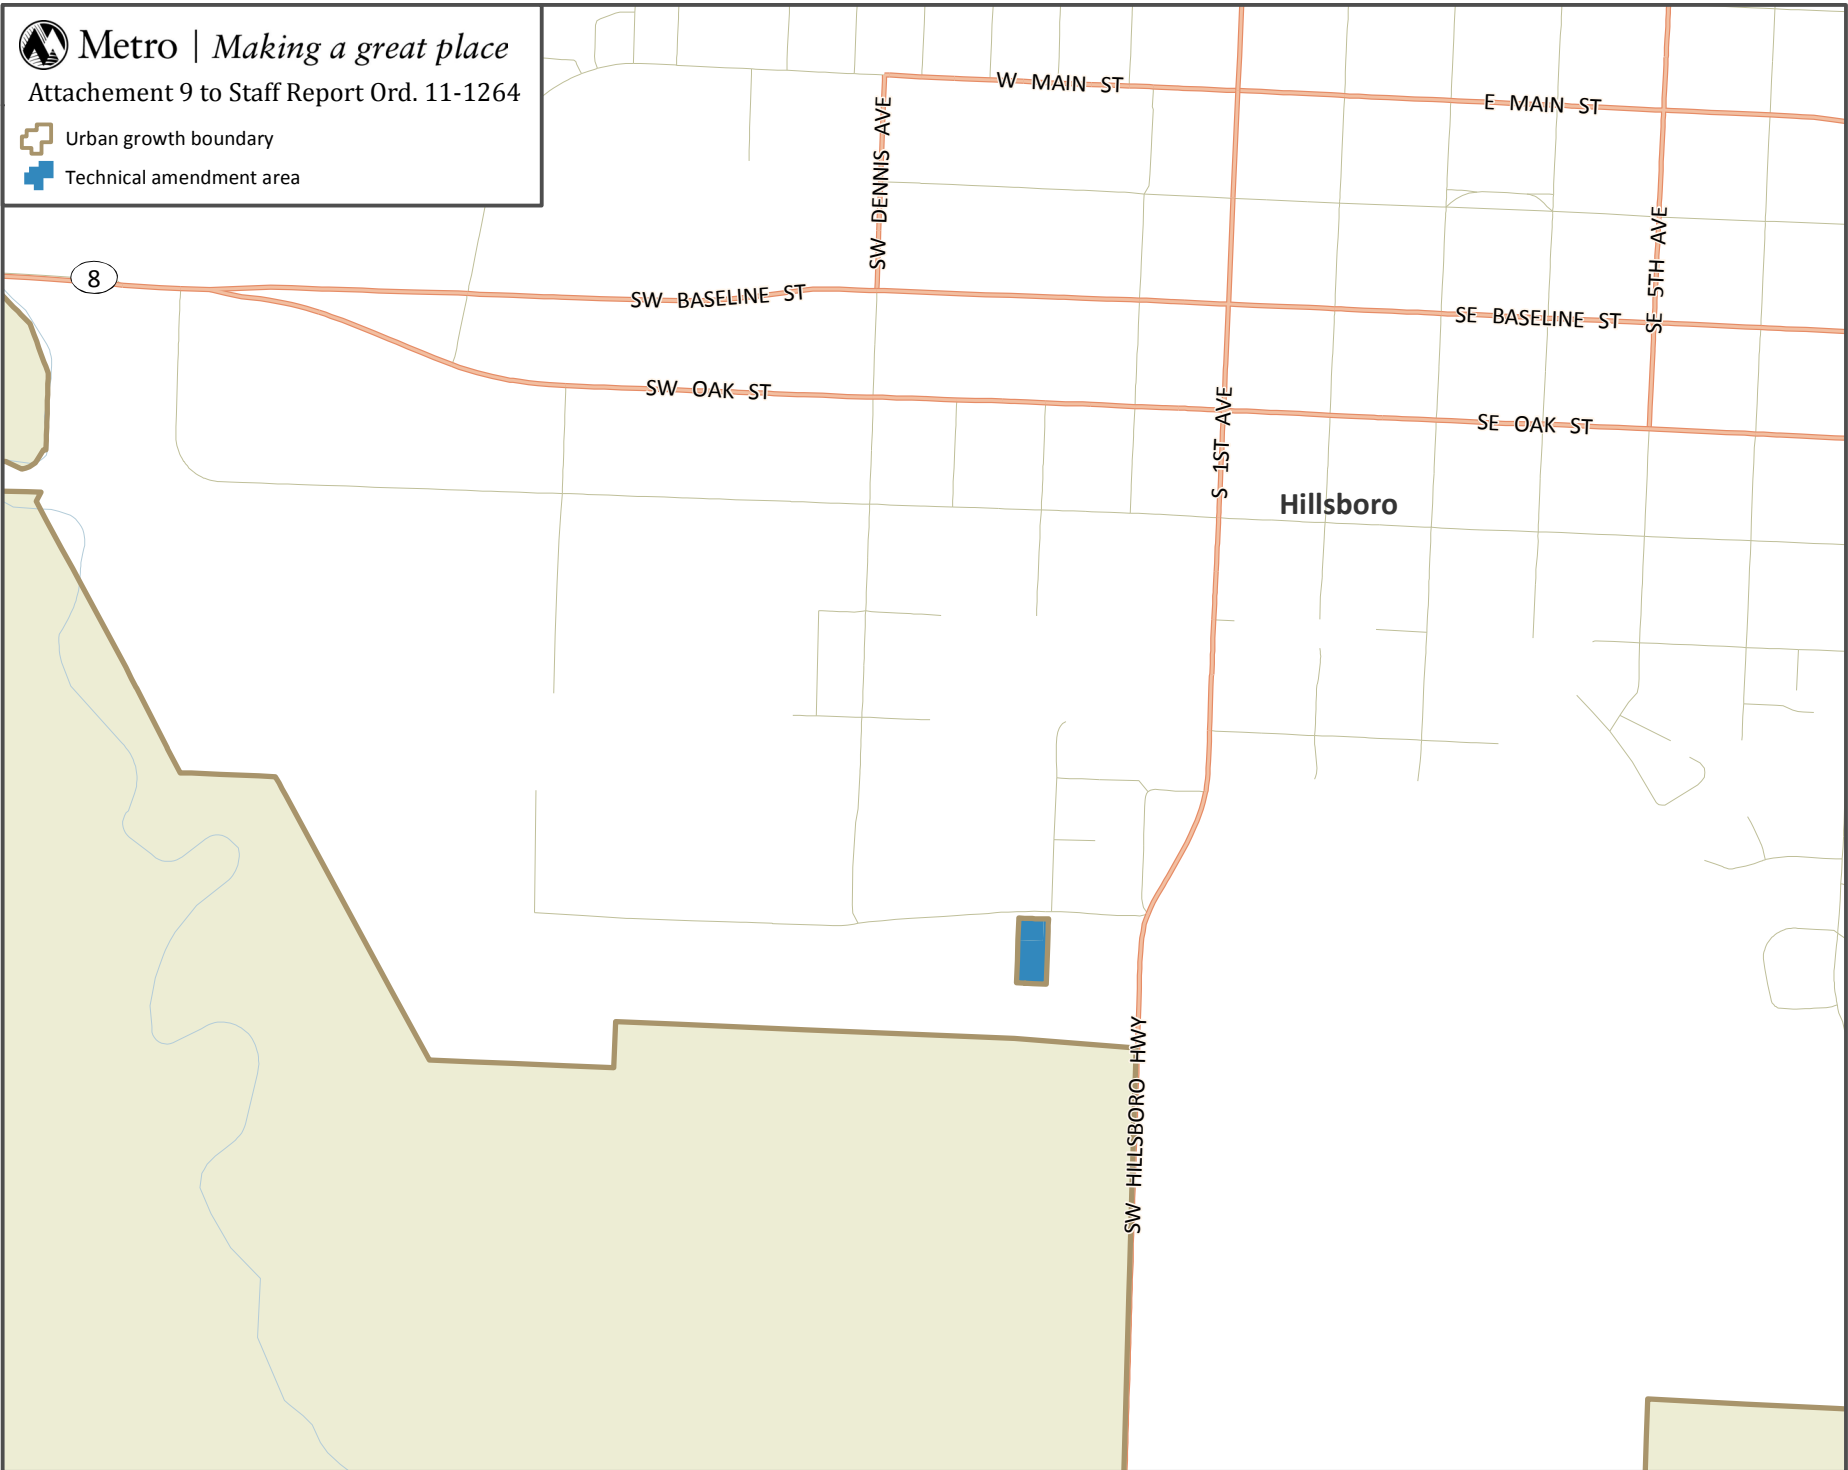 Metro | Making a great place
Attachement 9 to Staff Report Ord. 11-1264
Urban growth boundary
Technical amendment area
W MAIN ST
E MAIN ST
SW DENNIS AVE
SE 5TH AVE
8
SW BASELINE ST
SE BASELINE ST
SW OAK ST
SE OAK ST
S 1ST AVE
Hillsboro
SW HILLSBORO HWY